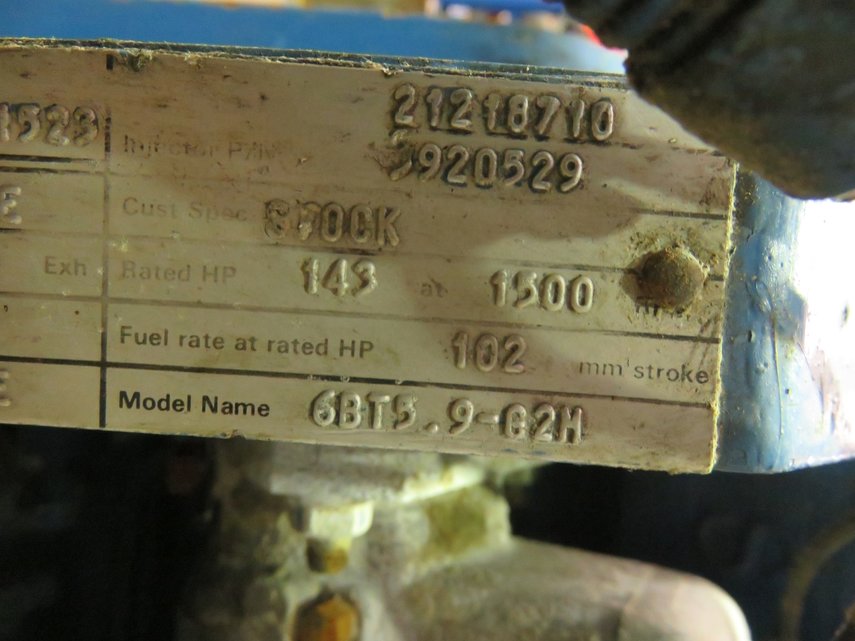 21218710
1523 Injector P/N 3920529
E Cust Spec STOCK
Exh Rated HP 143 at 1500
Fuel rate at rated HP 102 mm³ stroke
E Model Name 6BT5.9-G2H